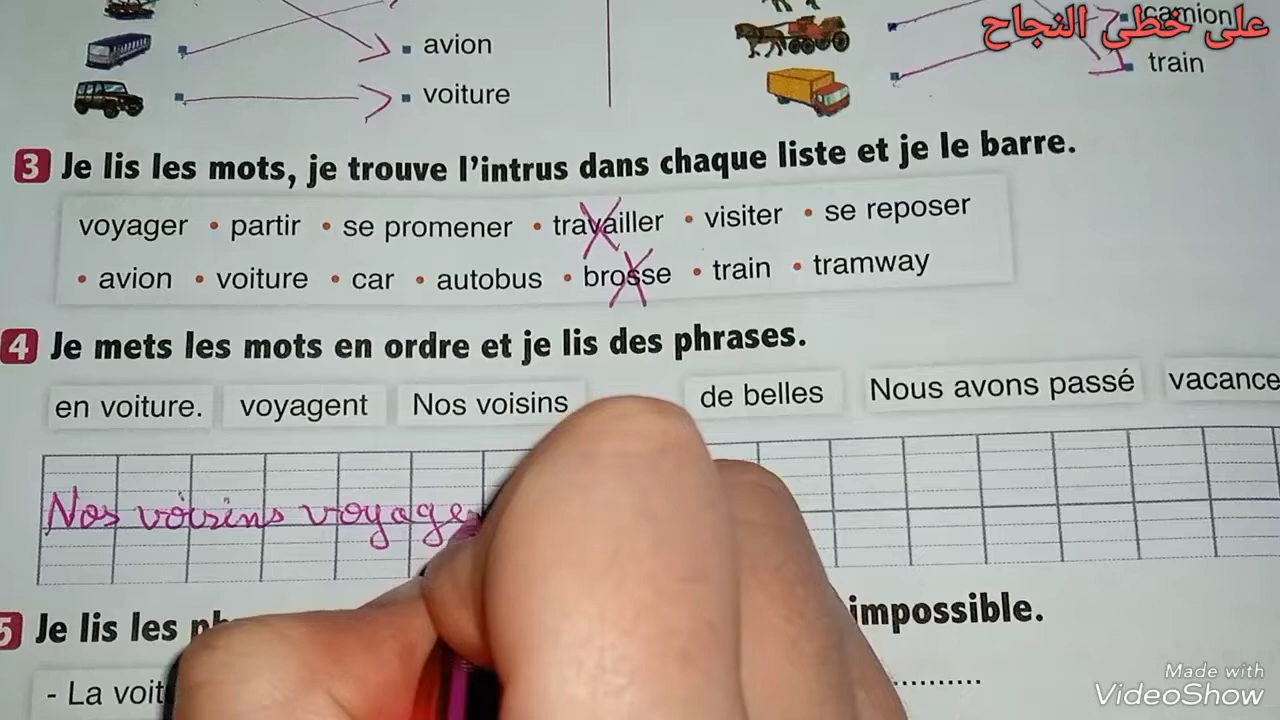 على خطى النجاح
camion
avion
train
voiture
3 Je lis les mots, je trouve l'intrus dans chaque liste et je le barre.
voyager • partir • se promener • travailler • visiter • se reposer
• avion • voiture • car • autobus • brosse • train • tramway
4 Je mets les mots en ordre et je lis des phrases.
en voiture. voyagent Nos voisins de belles Nous avons passé vacance
Nos voisins voyage
5 Je lis les ph impossible.
- La voit ..........
Made with
VideoShow